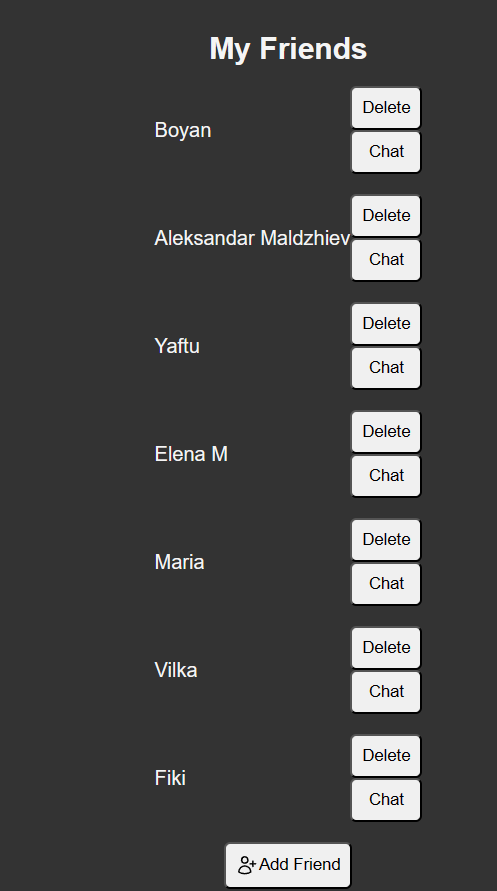 My Friends
Delete
Boyan
Chat
Delete
Aleksandar Maldzhiev
Chat
Delete
Yaftu
Chat
Delete
Elena M
Chat
Delete
Maria
Chat
Delete
Vilka
Chat
Delete
Fiki
Chat
Add Friend